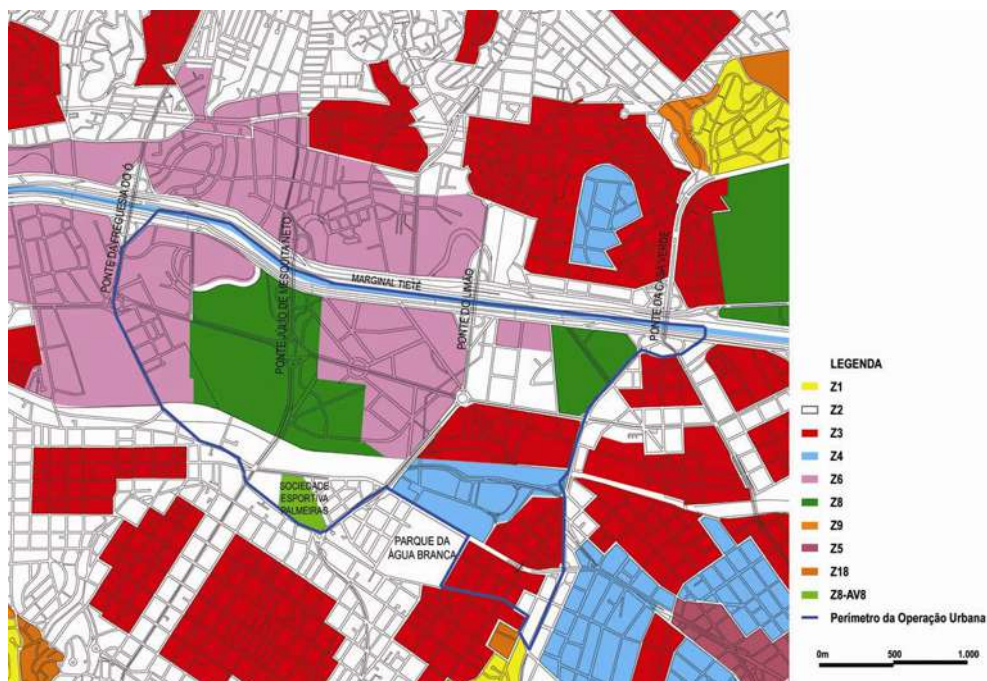 PONTE DA FREGUESIA DO Ó
PONTE JÚLIO DE MESQUITA NETO
MARGINAL TIETÊ
PONTE DO LIMÃO
PONTE DA CASA VERDE
SOCIEDADE
ESPORTIVA
PALMEIRAS
PARQUE DA
ÁGUA BRANCA
LEGENDA
Z1
Z2
Z3
Z4
Z6
Z8
Z9
Z5
Z18
Z8-AV8
Perímetro da Operação Urbana
0m 500 1.000